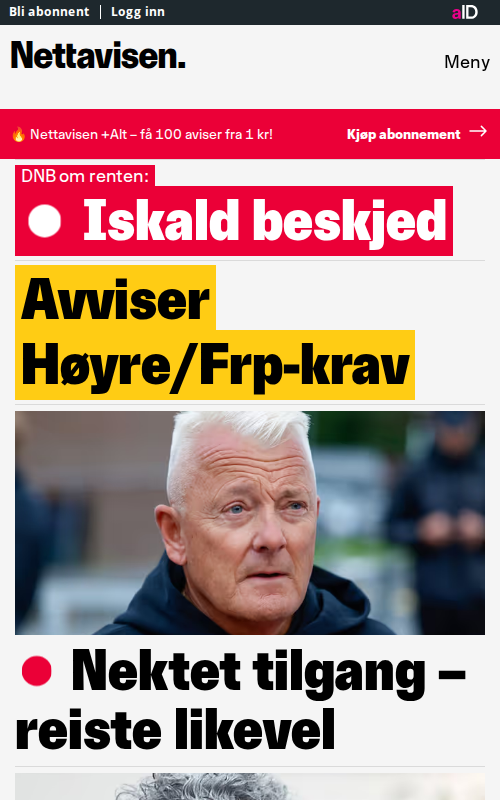 Bli abonnent | Logg inn
aID
Nettavisen.
Meny
🔥 Nettavisen +Alt – få 100 aviser fra 1 kr!
Kjøp abonnement →
DNB om renten:
Iskald beskjed
Avviser
Høyre/Frp-krav
Nektet tilgang –
reiste likevel